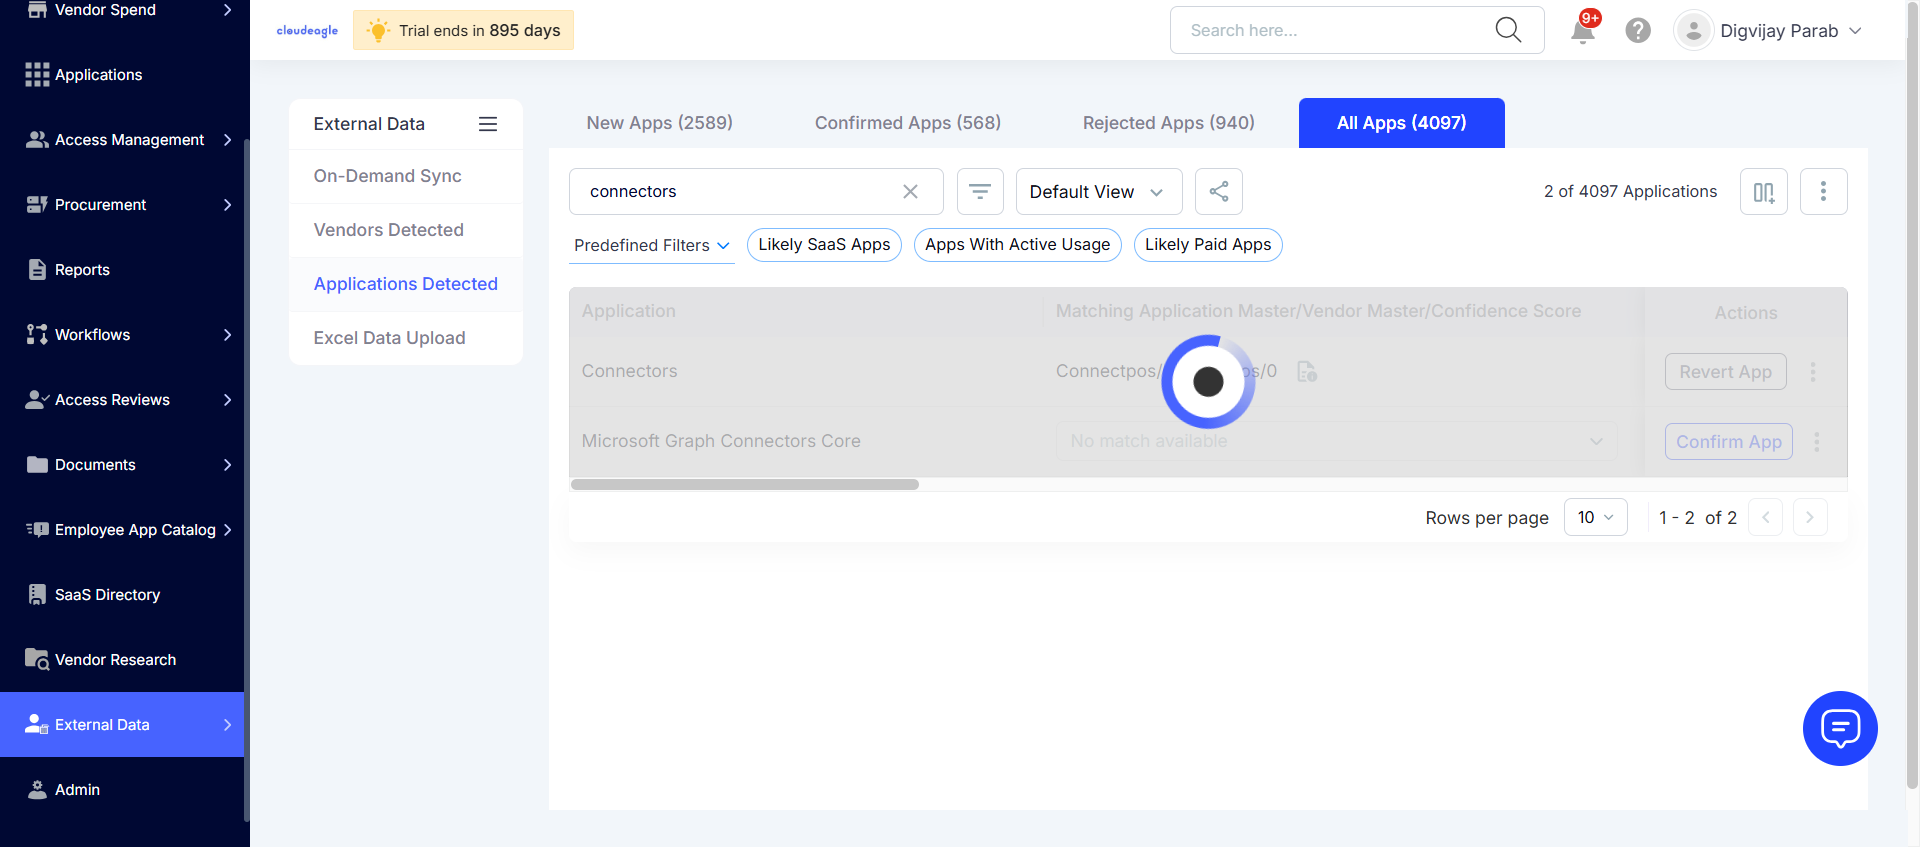 Vendor Spend
Applications
Access Management
Procurement
Reports
Workflows
Access Reviews
Documents
Employee App Catalog
SaaS Directory
Vendor Research
External Data
Admin
cloudeagle
Trial ends in 895 days
Search here...
9+
Digvijay Parab
External Data
On-Demand Sync
Vendors Detected
Applications Detected
Excel Data Upload
New Apps (2589)
Confirmed Apps (568)
Rejected Apps (940)
All Apps (4097)
connectors
Default View
2 of 4097 Applications
Predefined Filters
Likely SaaS Apps
Apps With Active Usage
Likely Paid Apps
Application
Matching Application Master/Vendor Master/Confidence Score
Actions
Connectors
Connectpos/
os/0
Revert App
Microsoft Graph Connectors Core
No match available
Confirm App
Rows per page
10
1 - 2 of 2